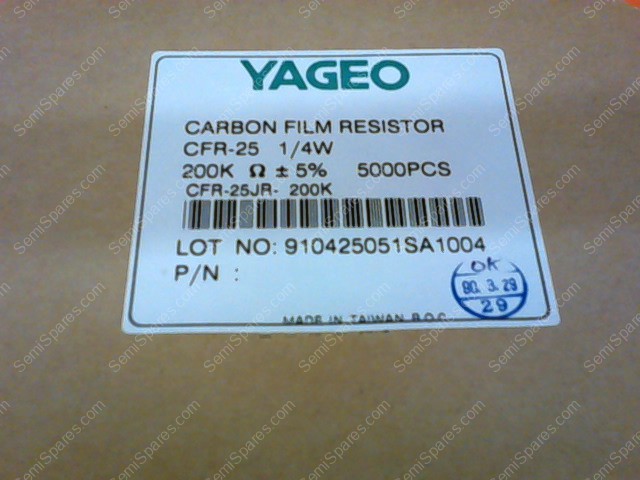 YAGEO
CARBON FILM RESISTOR
CFR-25 1/4W
200K Ω ± 5% 5000PCS
CFR-25JR- 200K
LOT NO: 910425051SA1004
P/N :
OK
90. 3. 29
29
MADE IN TAIWAN R.O.C.
SemiSpares.com